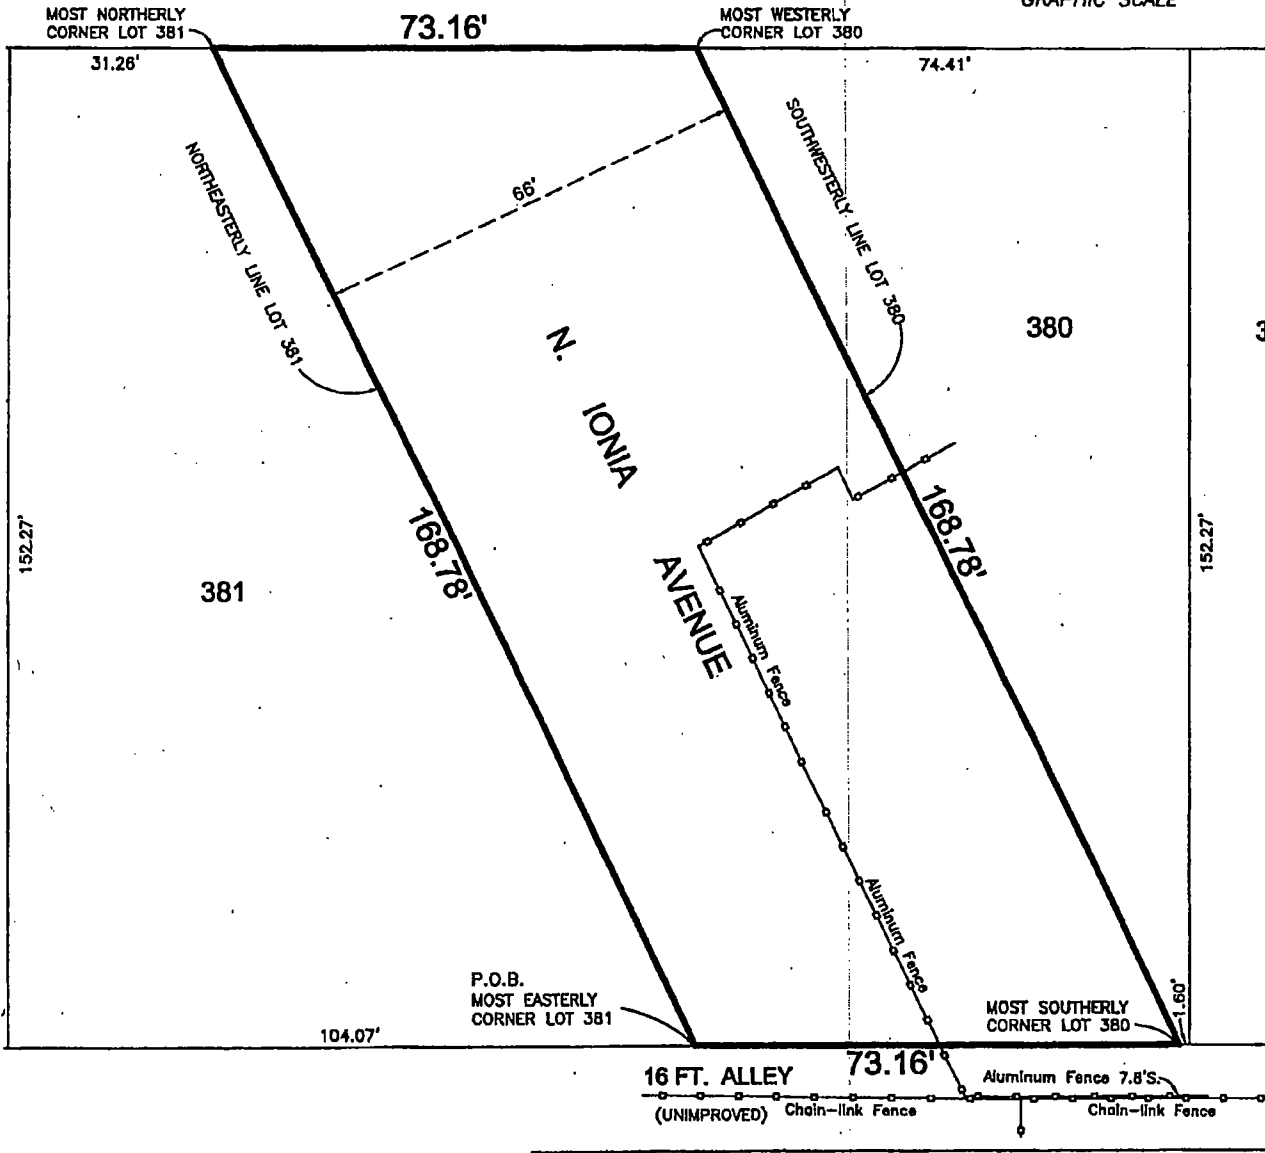 GRAPHIC SCALE
MOST NORTHERLY
CORNER LOT 381
73.16'
MOST WESTERLY
CORNER LOT 380
31.26'
74.41'
NORTHEASTERLY LINE LOT 381
66'
SOUTHWESTERLY LINE LOT 380
N. IONIA AVENUE
380
152.27'
381
168.78'
168.78'
152.27'
Aluminum Fence
Aluminum Fence
P.O.B.
MOST EASTERLY
CORNER LOT 381
MOST SOUTHERLY
CORNER LOT 380
1.60'
104.07'
73.16'
16 FT. ALLEY
(UNIMPROVED)
Chain-link Fence
Aluminum Fence 7.8'S.
Chain-link Fence